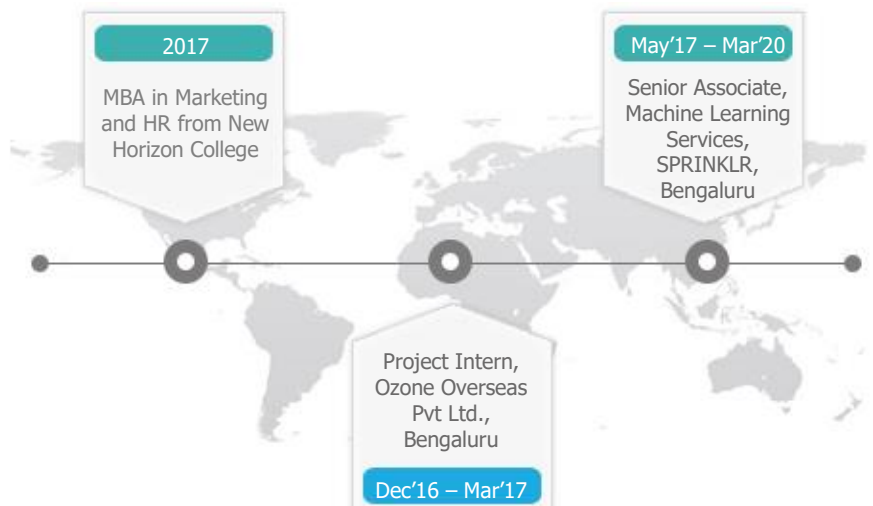 2017
MBA in Marketing
and HR from New
Horizon College
Project Intern,
Ozone Overseas
Pvt Ltd.,
Bengaluru
Dec’16 – Mar’17
May’17 – Mar’20
Senior Associate,
Machine Learning
Services,
SPRINKLR,
Bengaluru